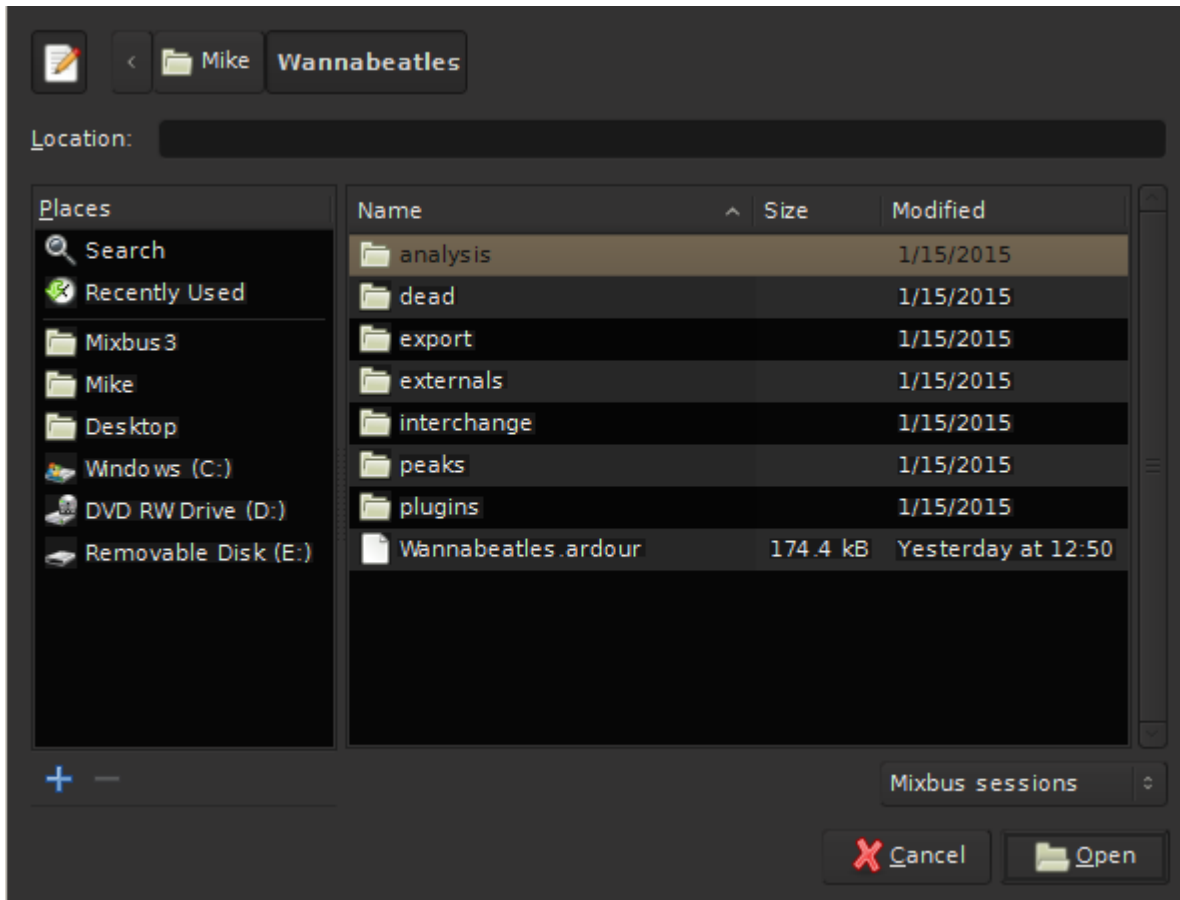 < Mike Wannabeatles
Location:
Places
Search
Recently Used
Mixbus3
Mike
Desktop
Windows (C:)
DVD RW Drive (D:)
Removable Disk (E:)
Name Size Modified
analysis 1/15/2015
dead 1/15/2015
export 1/15/2015
externals 1/15/2015
interchange 1/15/2015
peaks 1/15/2015
plugins 1/15/2015
Wannabeatles.ardour 174.4 kB Yesterday at 12:50
Mixbus sessions
Cancel Open